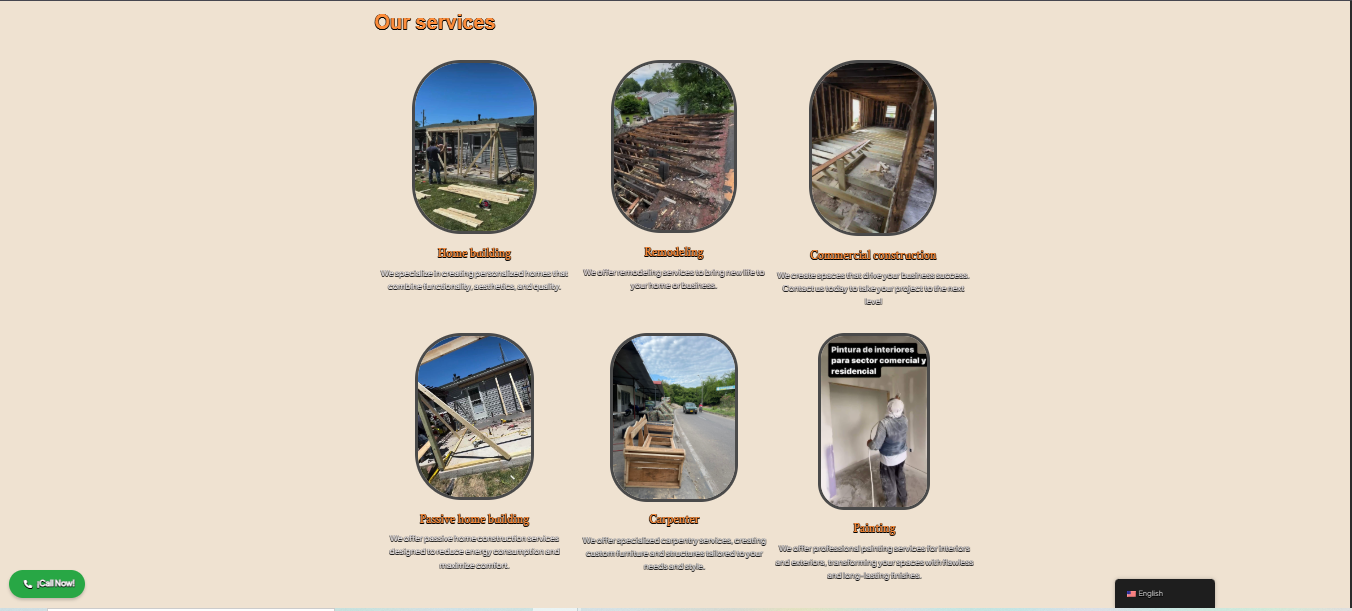 Our services
Home building
We specialize in creating personalized homes that
combine functionality, aesthetics, and quality.
Remodeling
We offer remodeling services to bring new life to
your home or business.
Commercial construction
We create spaces that drive your business success.
Contact us today to take your project to the next
level
Pintura de interiores
para sector comercial y
residencial
Passive home building
We offer passive home construction services
designed to reduce energy consumption and
maximize comfort.
Carpenter
We offer specialized carpentry services, creating
custom furniture and structures tailored to your
needs and style.
Painting
We offer professional painting services for interiors
and exteriors, transforming your spaces with flawless
and long-lasting finishes.
¡Call Now!
English